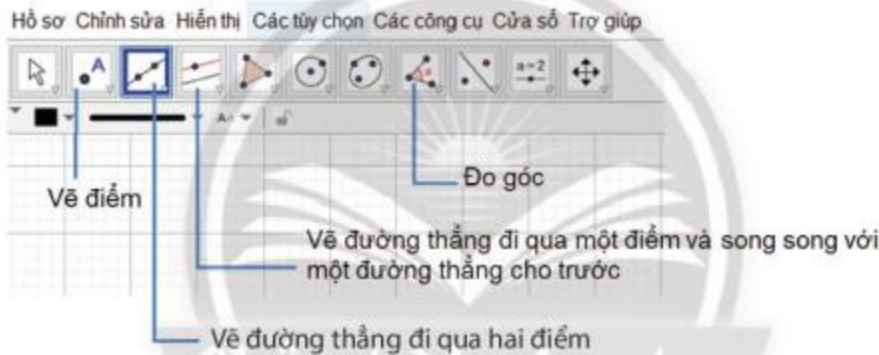 Hồ sơ Chỉnh sửa Hiển thị Các tùy chọn Các công cụ Cửa sổ Trợ giúp
A
a=2
Vẽ điểm
Đo góc
Vẽ đường thẳng đi qua một điểm và song song với
một đường thẳng cho trước
Vẽ đường thẳng đi qua hai điểm